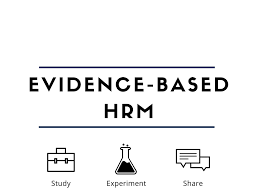 EVIDENCE-BASED
HRM
Study Experiment Share